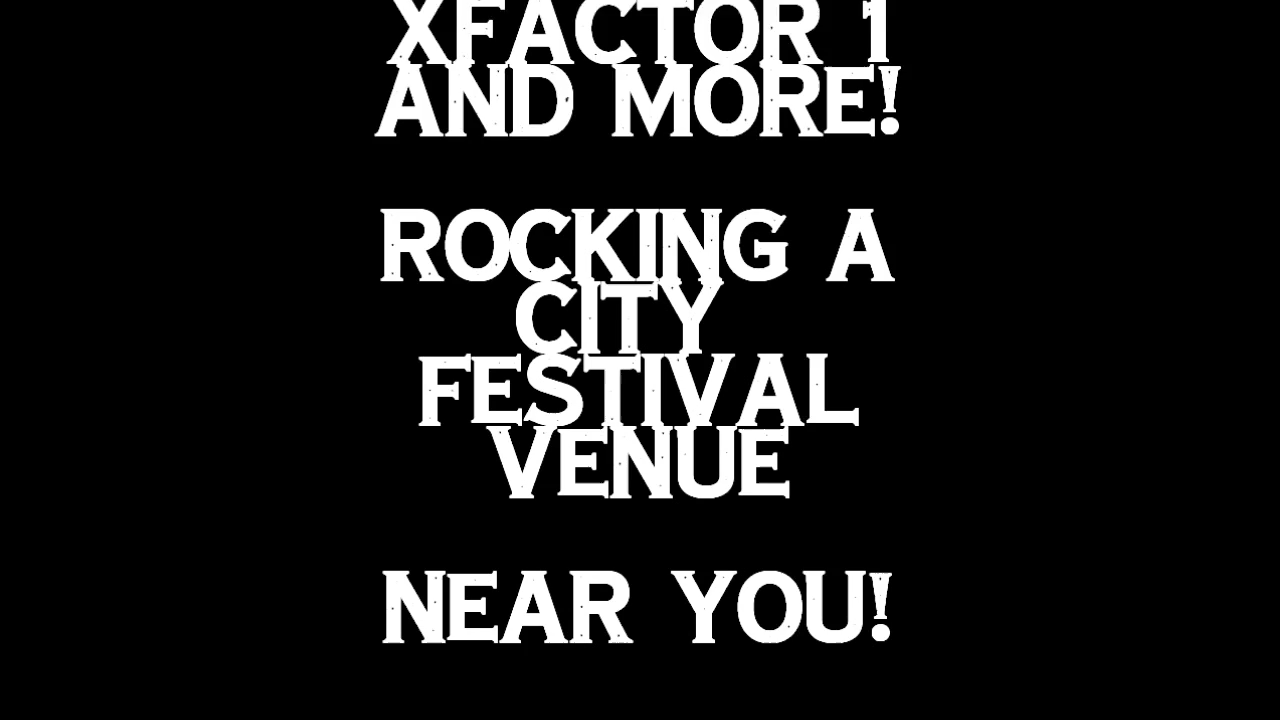 XFACTOR 1
AND MORE!
ROCKING A
CITY
FESTIVAL
VENUE
NEAR YOU!